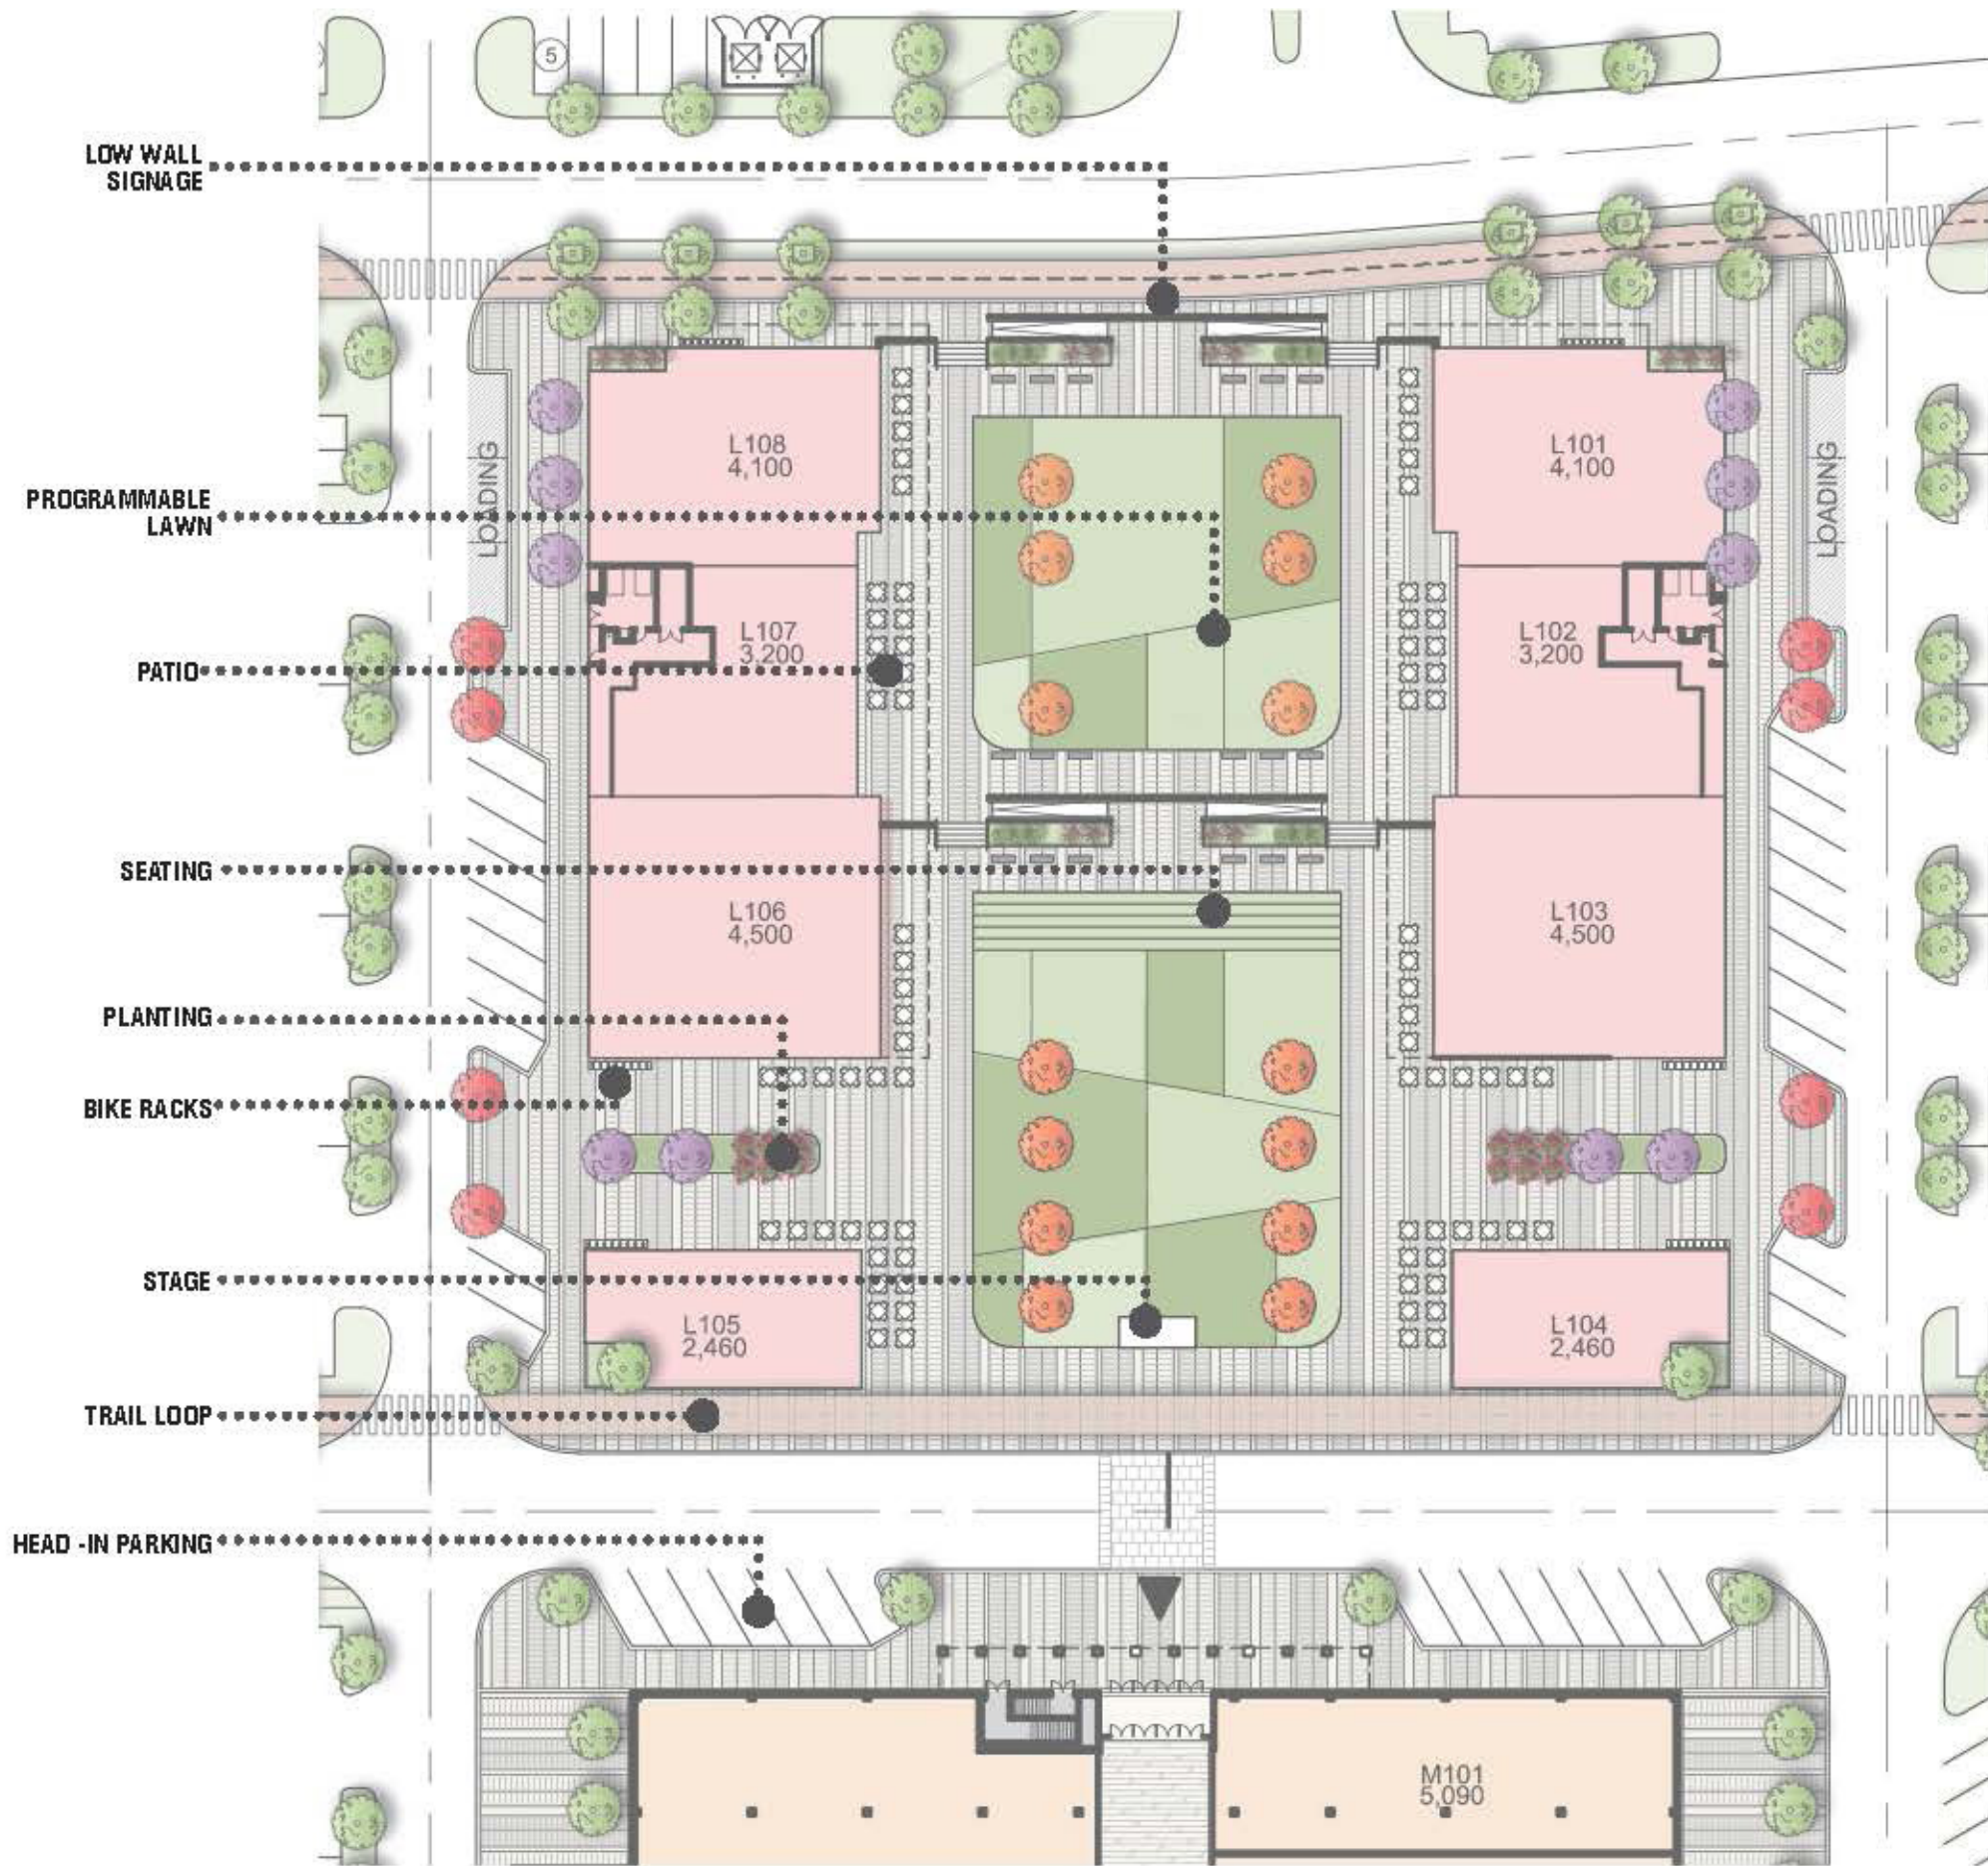 5
LOW WALL
SIGNAGE
L108
4,100
L101
4,100
LOADING
LOADING
PROGRAMMABLE
LAWN
L107
3,200
L102
3,200
PATIO
SEATING
L106
4,500
L103
4,500
PLANTING
BIKE RACKS
STAGE
L105
2,460
L104
2,460
TRAIL LOOP
HEAD -IN PARKING
M101
5,090